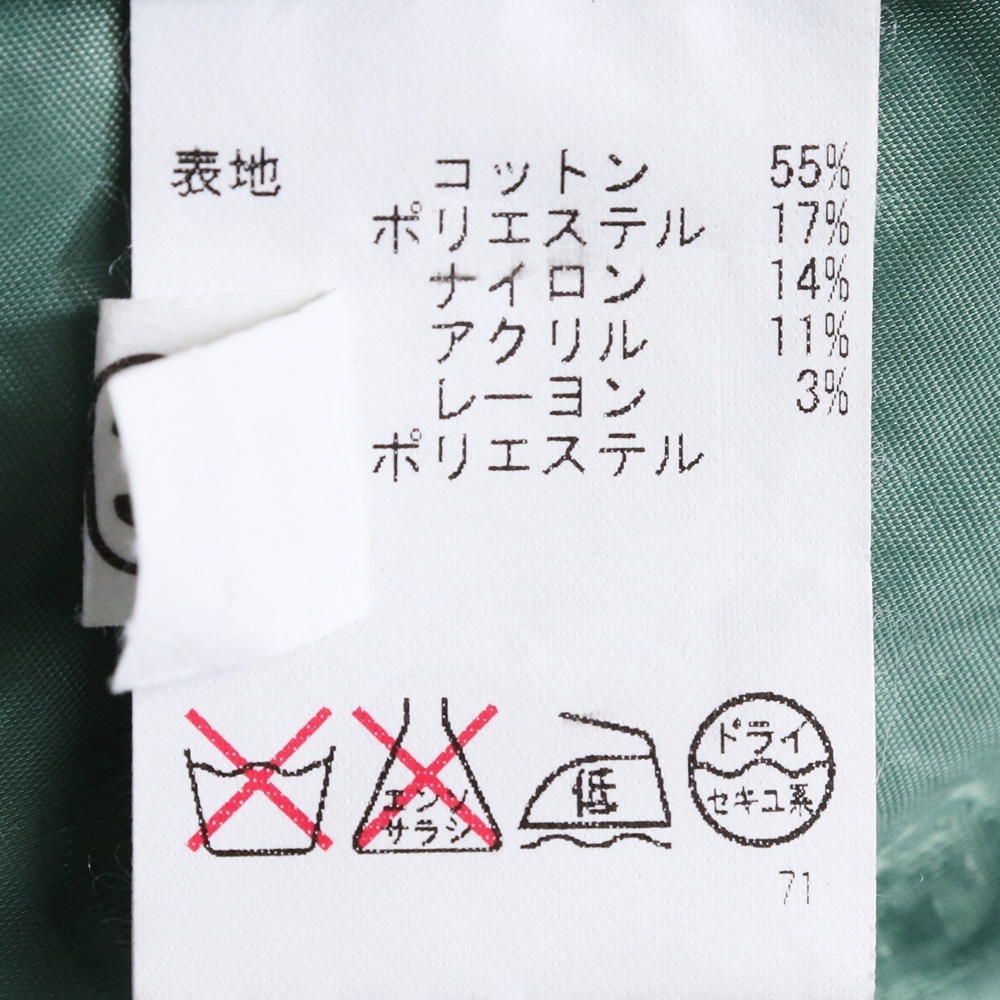 表地 コットン 55%
ポリエステル 17%
ナイロン 14%
アクリル 11%
レーヨン 3%
ポリエステル
エンソ
サラシ
低
ドライ
セキユ系
71